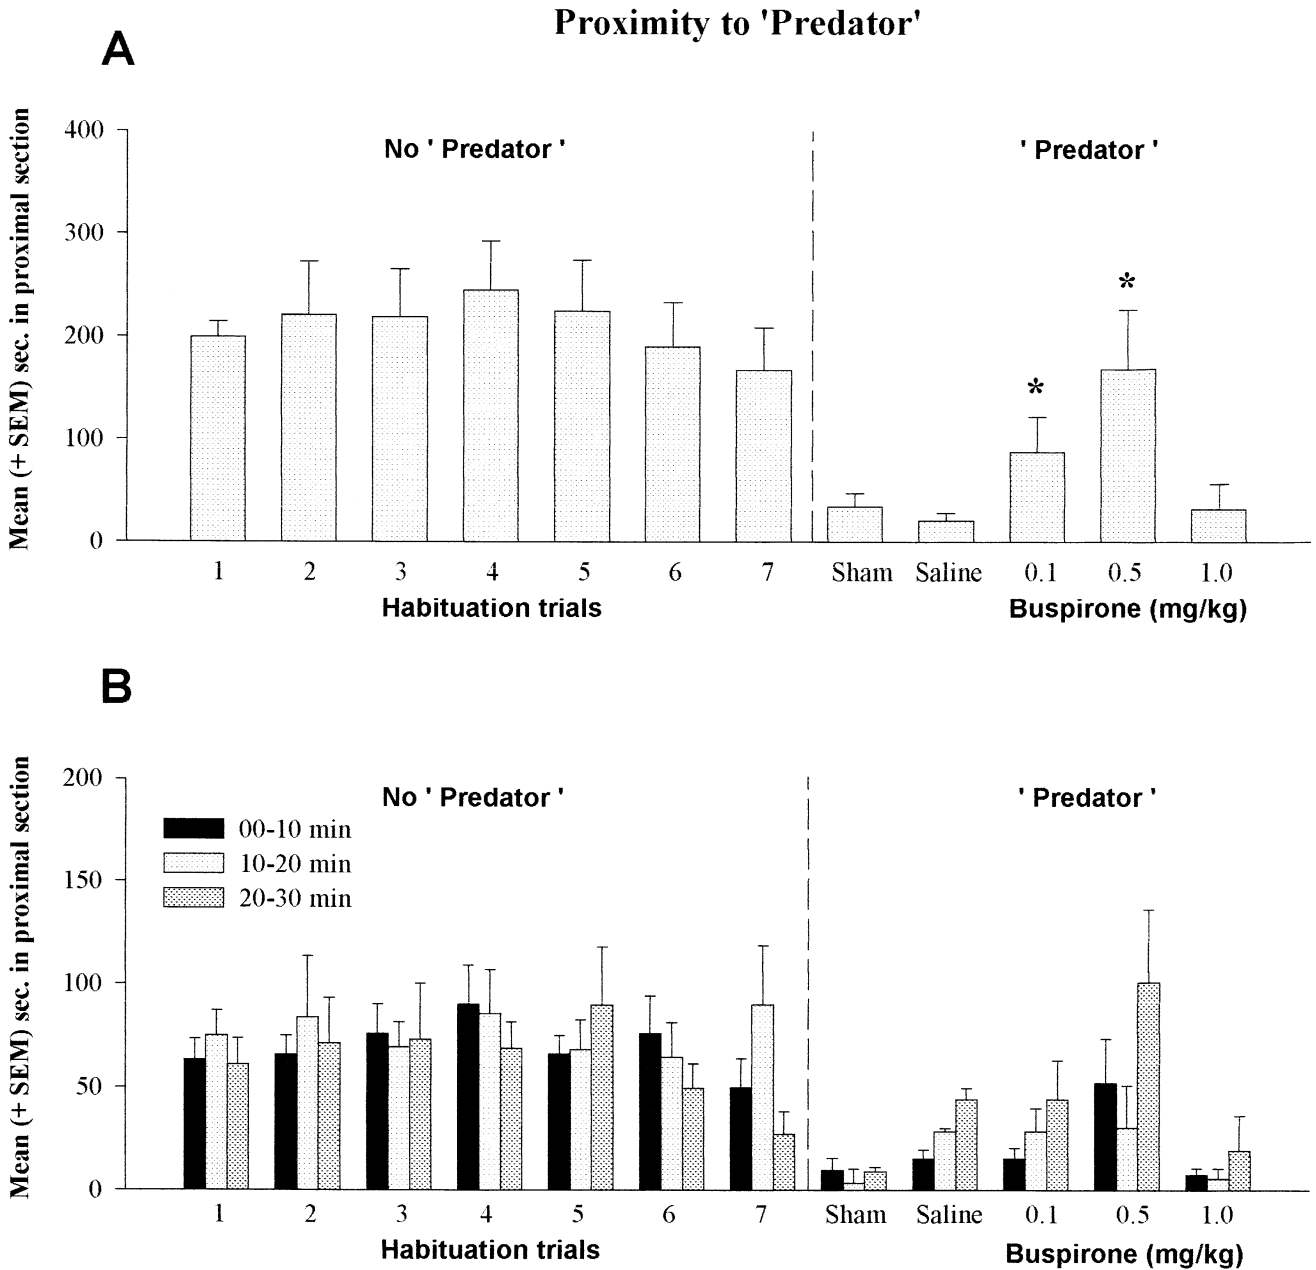 Proximity to 'Predator'
A
Mean (+ SEM) sec. in proximal section
400
300
200
100
0
No ' Predator '
' Predator '
1 2 3 4 5 6 7 Sham Saline 0.1 0.5 1.0
Habituation trials Buspirone (mg/kg)
*
*
B
Mean (+ SEM) sec. in proximal section
200
150
100
50
0
No ' Predator '
' Predator '
00-10 min
10-20 min
20-30 min
1 2 3 4 5 6 7 Sham Saline 0.1 0.5 1.0
Habituation trials Buspirone (mg/kg)